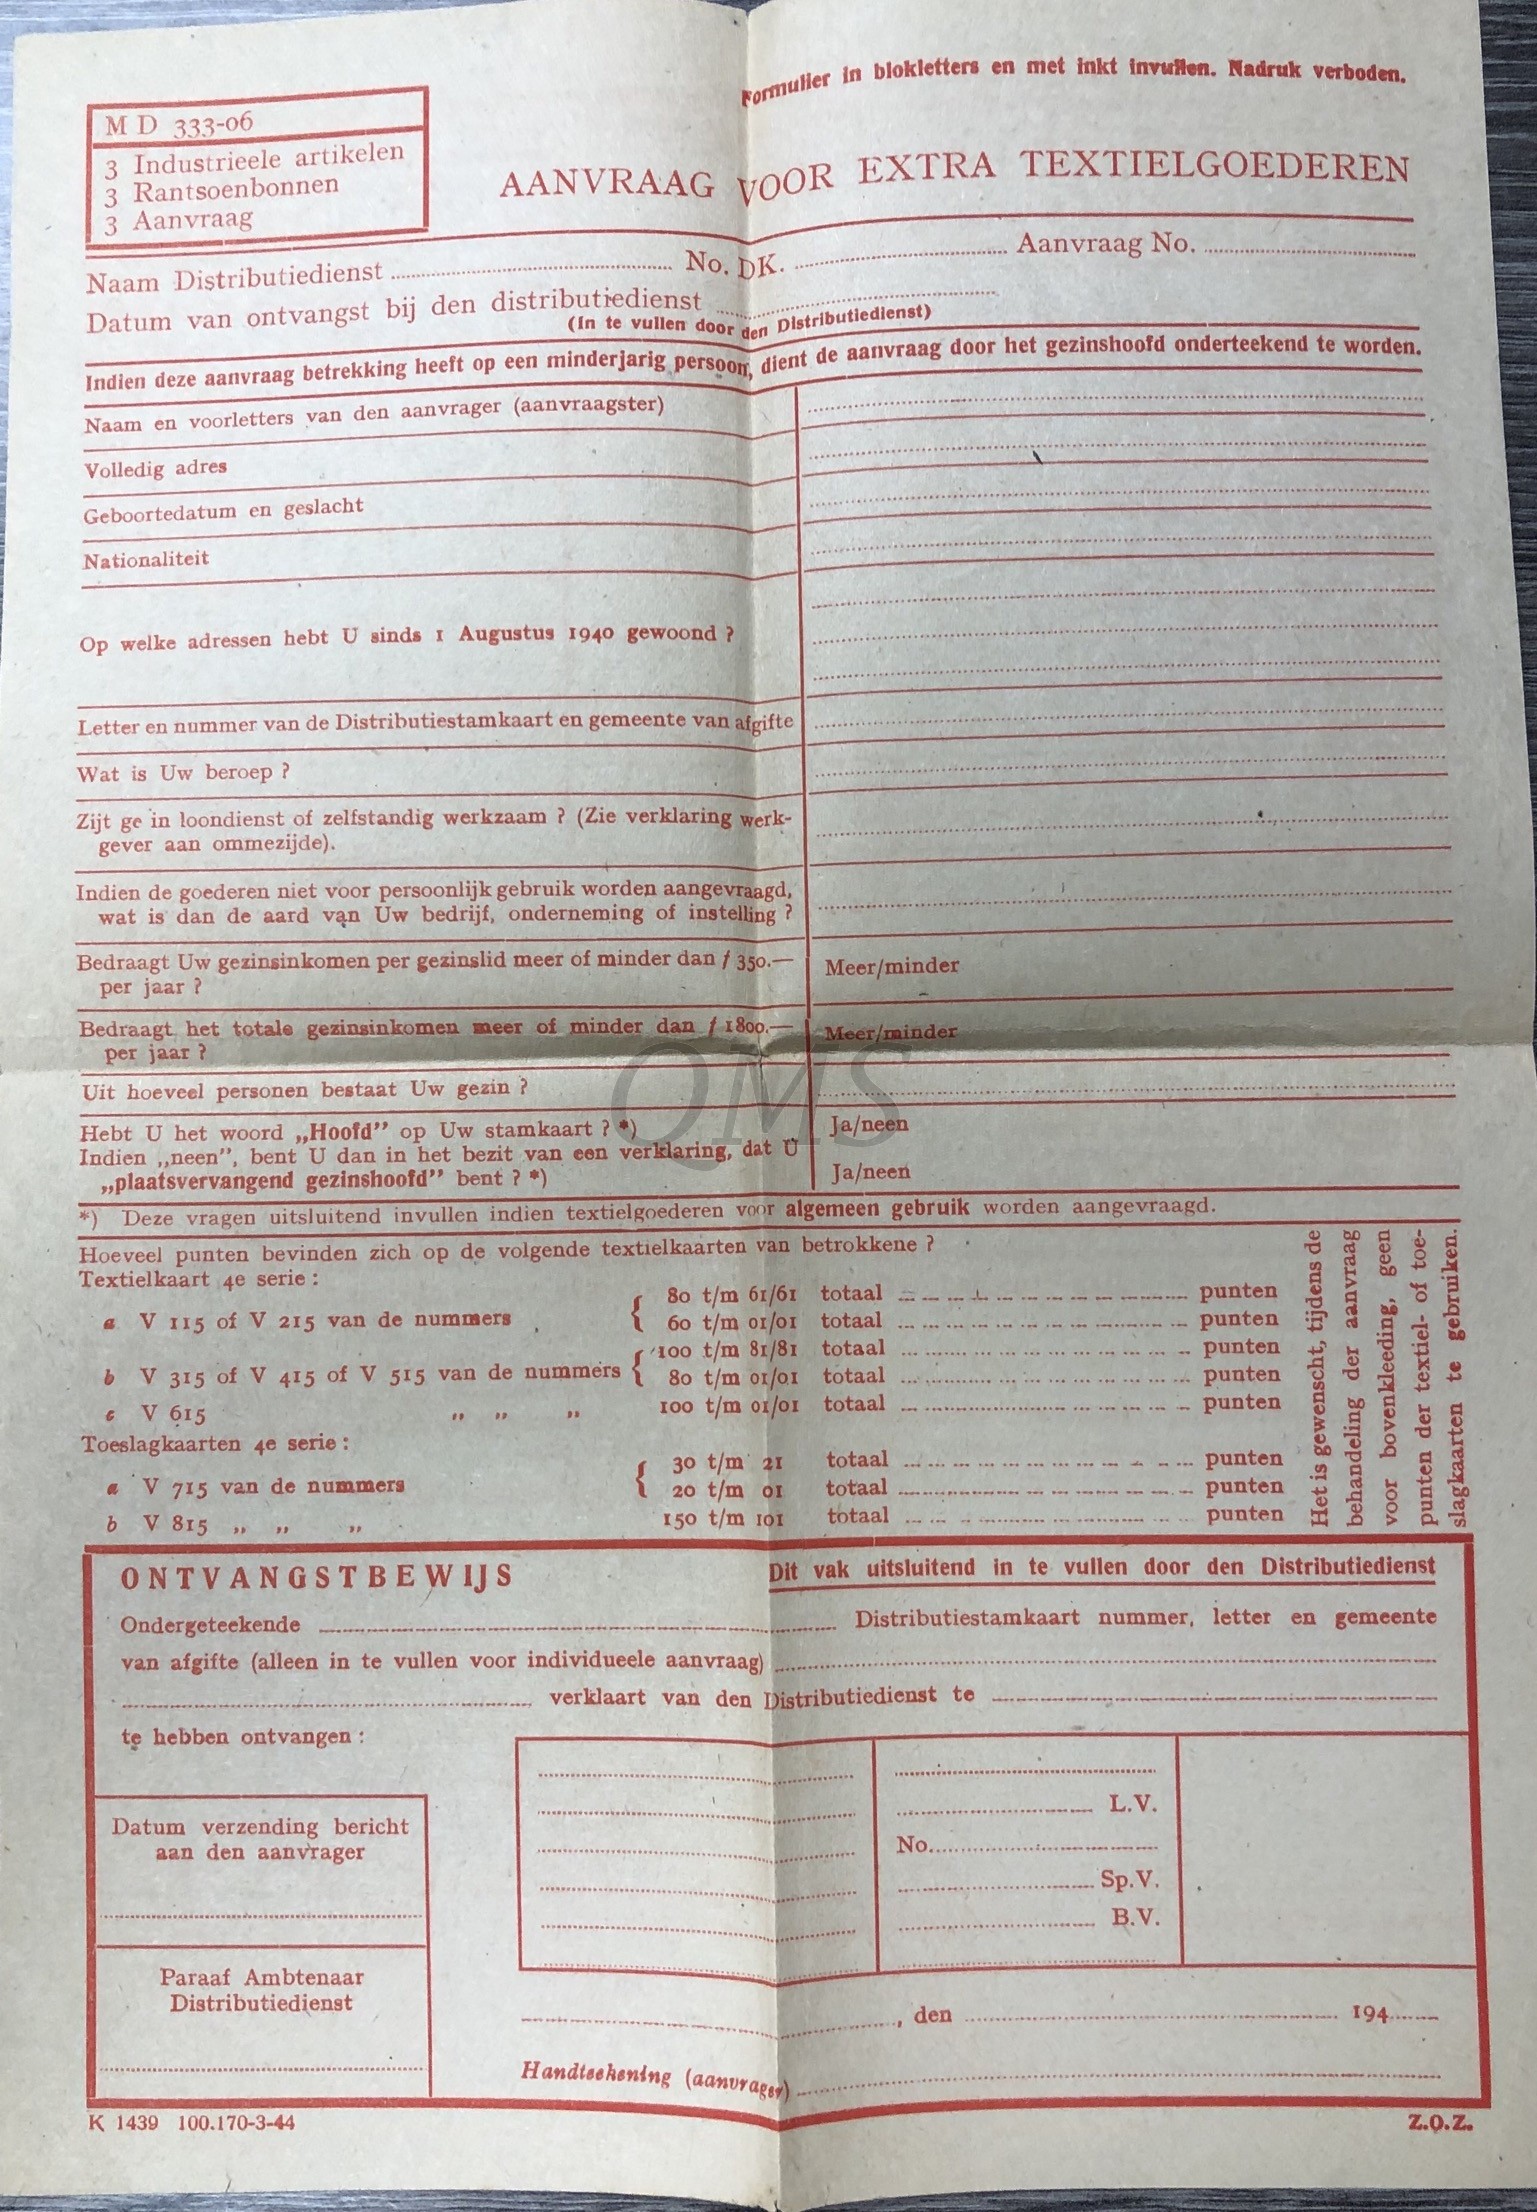 Formulier in blokletters en met inkt invullen. Nadruk verboden.
M D 333-06
3 Industrieele artikelen
3 Rantsoenbonnen
3 Aanvraag
AANVRAAG VOOR EXTRA TEXTIELGOEDEREN
Naam Distributiedienst No. DK. Aanvraag No.
Datum van ontvangst bij den distributiedienst
(In te vullen door den Distributiedienst)
Indien deze aanvraag betrekking heeft op een minderjarig persoon, dient de aanvraag door het gezinshoofd onderteekend te worden.
Naam en voorletters van den aanvrager (aanvraagster)
Volledig adres
Geboortedatum en geslacht
Nationaliteit
Op welke adressen hebt U sinds 1 Augustus 1940 gewoond ?
Letter en nummer van de Distributiestamkaart en gemeente van afgifte
Wat is Uw beroep ?
Zijt ge in loondienst of zelfstandig werkzaam ? (Zie verklaring werk-
gever aan ommezijde).
Indien de goederen niet voor persoonlijk gebruik worden aangevraagd,
wat is dan de aard van Uw bedrijf, onderneming of instelling ?
Bedraagt Uw gezinsinkomen per gezinslid meer of minder dan f 350.— Meer/minder
per jaar ?
Bedraagt het totale gezinsinkomen meer of minder dan f 1800.— Meer/minder
per jaar ?
QMS
Uit hoeveel personen bestaat Uw gezin ?
Hebt U het woord „Hoofd” op Uw stamkaart ? *) Ja/neen
Indien „neen”, bent U dan in het bezit van een verklaring, dat U
„plaatsvervangend gezinshoofd” bent ? *) Ja/neen
*) Deze vragen uitsluitend invullen indien textielgoederen voor algemeen gebruik worden aangevraagd.
Hoeveel punten bevinden zich op de volgende textielkaarten van betrokkene ?
Textielkaart 4e serie :
a V 115 of V 215 van de nummers { 80 t/m 61/61 totaal punten
60 t/m 01/01 totaal punten
b V 315 of V 415 of V 515 van de nummers { 100 t/m 81/81 totaal punten
80 t/m 01/01 totaal punten
c V 615 „ „ „ 100 t/m 01/01 totaal punten
Toeslagkaarten 4e serie :
a V 715 van de nummers { 30 t/m 21 totaal punten
20 t/m 01 totaal punten
b V 815 „ „ „ 150 t/m 101 totaal punten
Het is gewenscht, tijdens de
behandeling der aanvraag
voor bovenkleeding, geen
punten der textiel- of toe-
slagkaarten te gebruiken.
ONTVANGSTBEWIJS Dit vak uitsluitend in te vullen door den Distributiedienst
Ondergeteekende Distributiestamkaart nummer, letter en gemeente
van afgifte (alleen in te vullen voor individueele aanvraag)
verklaart van den Distributiedienst te
te hebben ontvangen :
L.V.
No.
Sp.V.
B.V.
Datum verzending bericht
aan den aanvrager
Paraaf Ambtenaar
Distributiedienst
, den 194
Handteekening (aanvrager)
K 1439 100.170-3-44 Z.O.Z.